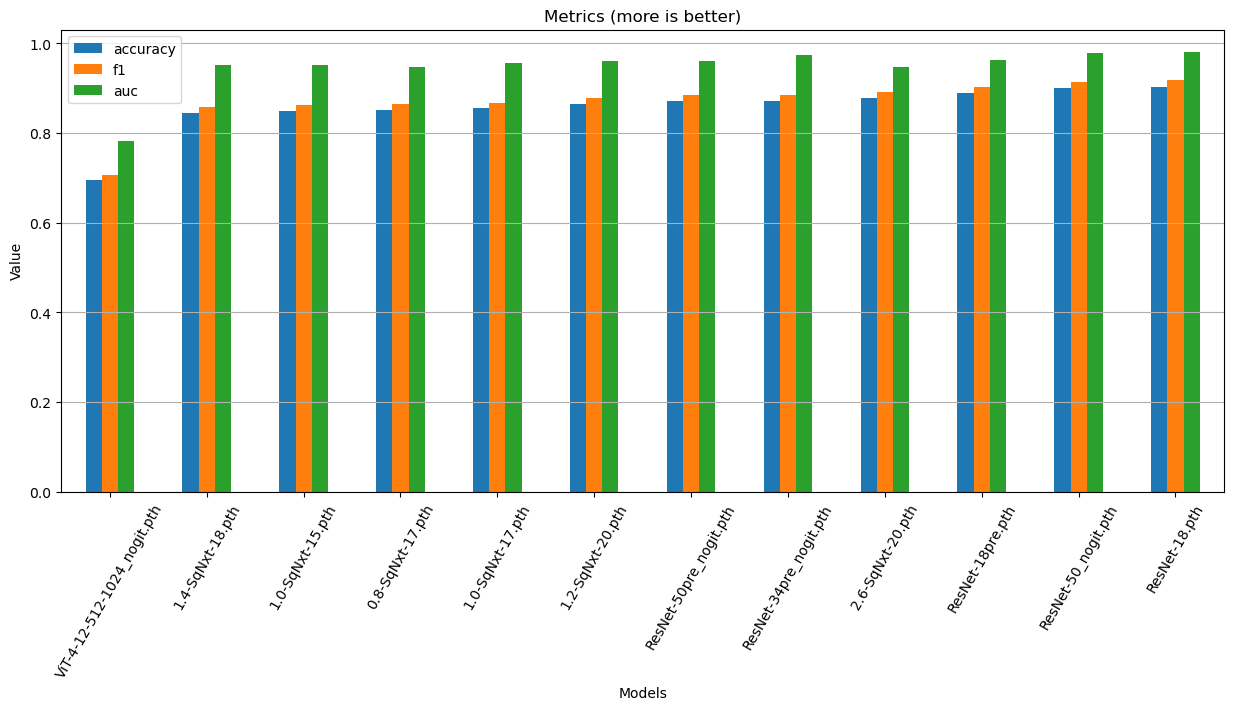 Metrics (more is better)
accuracy
f1
auc
1.0
0.8
0.6
0.4
0.2
0.0
Value
ViT-4-12-512-1024_nogit.pth
1.4-SqNxt-18.pth
1.0-SqNxt-15.pth
0.8-SqNxt-17.pth
1.0-SqNxt-17.pth
1.2-SqNxt-20.pth
ResNet-50pre_nogit.pth
ResNet-34pre_nogit.pth
2.6-SqNxt-20.pth
ResNet-18pre.pth
ResNet-50_nogit.pth
ResNet-18.pth
Models